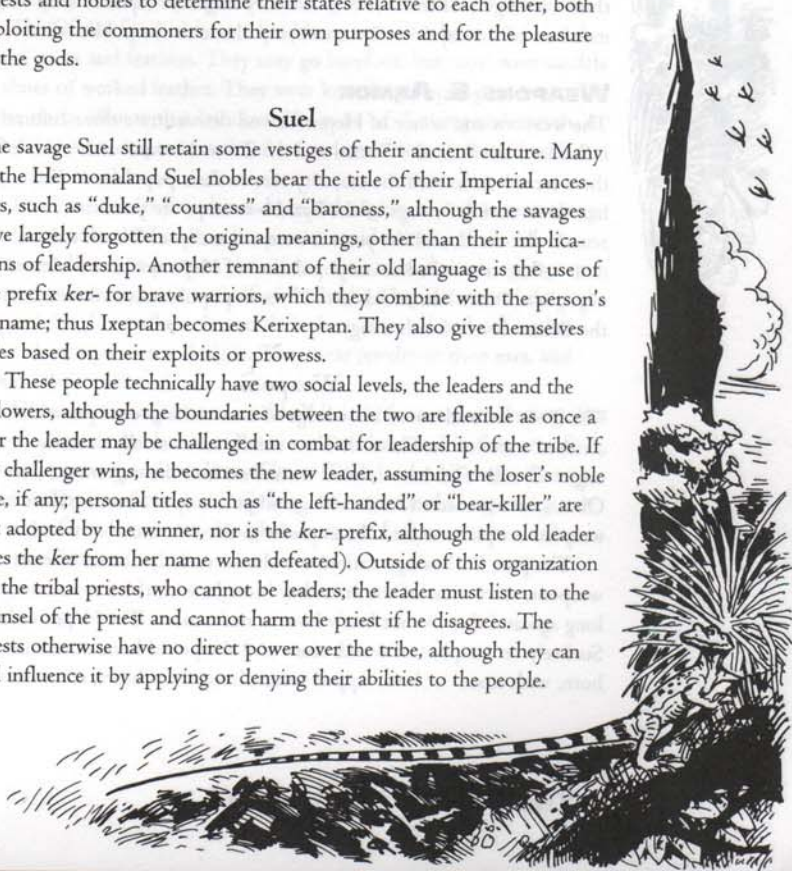 ests and nobles to determine their states relative to each other, both
ploiting the commoners for their own purposes and for the pleasure
the gods.
Suel
e savage Suel still retain some vestiges of their ancient culture. Many
the Hepmonaland Suel nobles bear the title of their Imperial ances-
s, such as “duke,” “countess” and “baroness,” although the savages
ve largely forgotten the original meanings, other than their implica-
ns of leadership. Another remnant of their old language is the use of
prefix ker- for brave warriors, which they combine with the person's
name; thus Ixeptan becomes Kerixeptan. They also give themselves
es based on their exploits or prowess.
These people technically have two social levels, the leaders and the
lowers, although the boundaries between the two are flexible as once a
r the leader may be challenged in combat for leadership of the tribe. If
challenger wins, he becomes the new leader, assuming the loser's noble
e, if any; personal titles such as “the left-handed” or “bear-killer” are
t adopted by the winner, nor is the ker- prefix, although the old leader
es the ker from her name when defeated). Outside of this organization
the tribal priests, who cannot be leaders; the leader must listen to the
nsel of the priest and cannot harm the priest if he disagrees. The
ests otherwise have no direct power over the tribe, although they can
l influence it by applying or denying their abilities to the people.